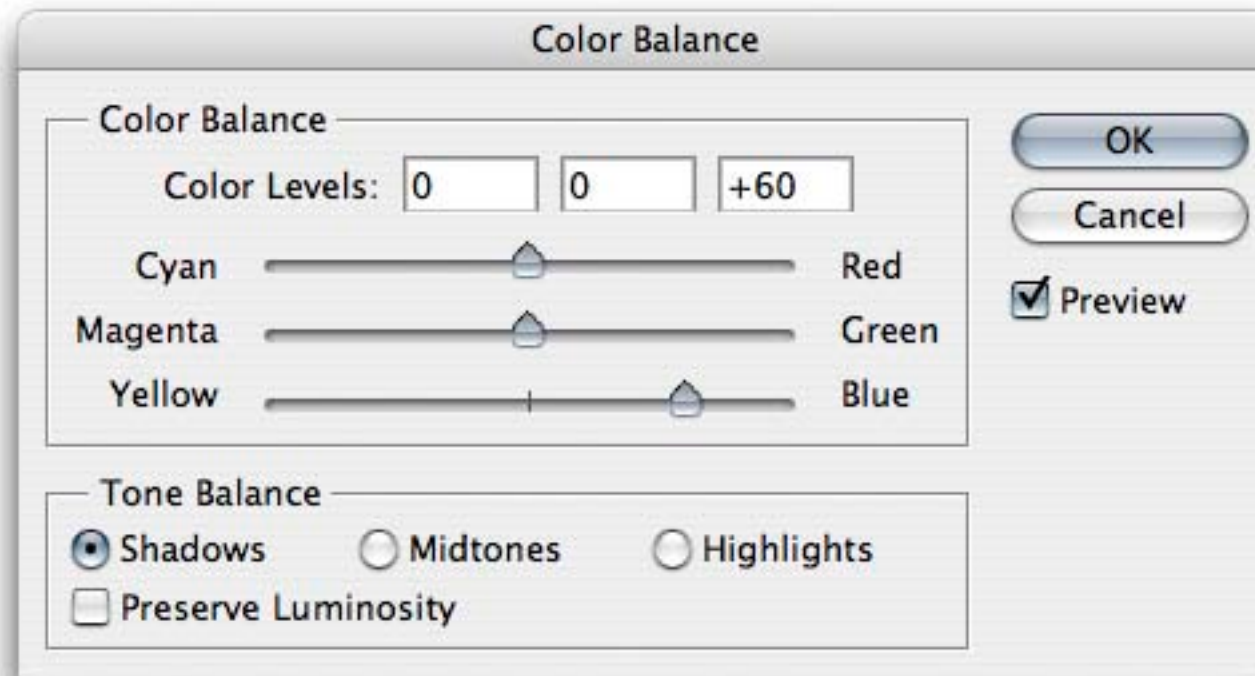 Color Balance
Color Balance
Color Levels: 0 0 +60
Cyan Red
Magenta Green
Yellow Blue
OK
Cancel
Preview
Tone Balance
Shadows Midtones Highlights
Preserve Luminosity